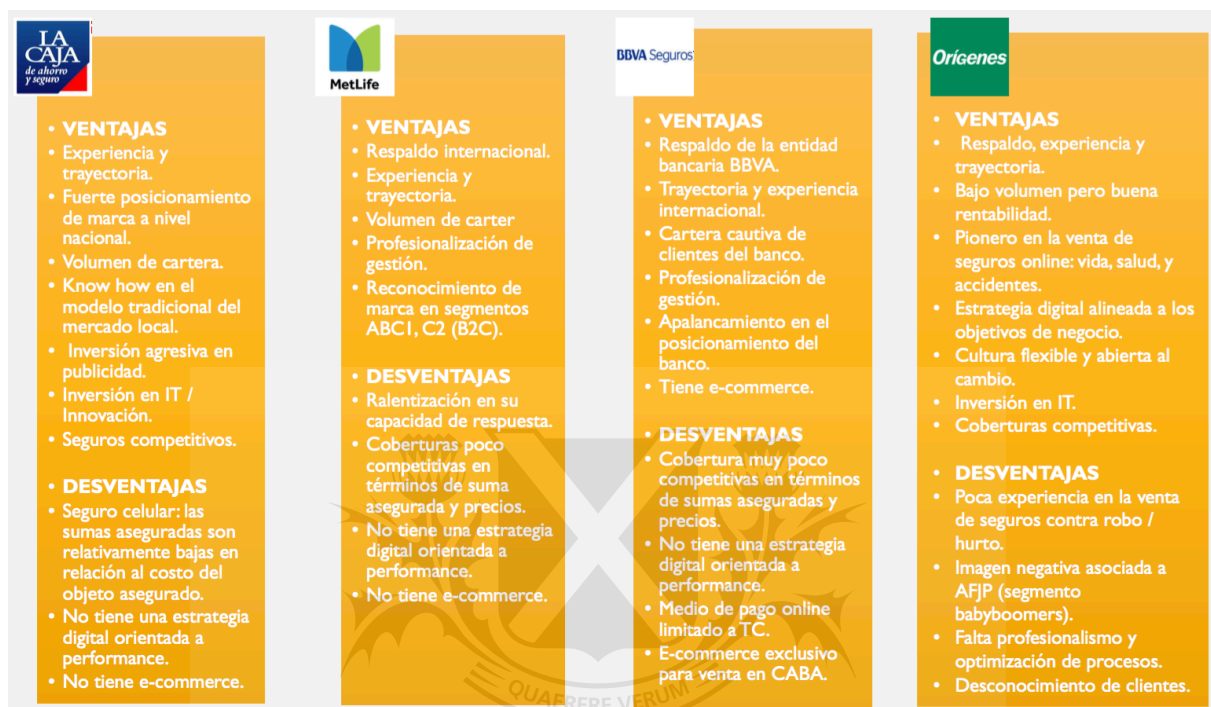 LA
CAJA
de ahorro
y seguro
• VENTAJAS
• Experiencia y
trayectoria.
• Fuerte posicionamiento
de marca a nivel
nacional.
• Volumen de cartera.
• Know how en el
modelo tradicional del
mercado local.
• Inversión agresiva en
publicidad.
• Inversión en IT /
Innovación.
• Seguros competitivos.
• DESVENTAJAS
• Seguro celular: las
sumas aseguradas son
relativamente bajas en
relación al costo del
objeto asegurado.
• No tiene una estrategia
digital orientada a
performance.
• No tiene e-commerce.
MetLife
• VENTAJAS
• Respaldo internacional.
• Experiencia y
trayectoria.
• Volumen de carter
• Profesionalización de
gestión.
• Reconocimiento de
marca en segmentos
ABC1, C2 (B2C).
• DESVENTAJAS
• Ralentización en su
capacidad de respuesta.
• Coberturas poco
competitivas en
términos de suma
asegurada y precios.
• No tiene una estrategia
digital orientada a
performance.
• No tiene e-commerce.
BBVA Seguros
• VENTAJAS
• Respaldo de la entidad
bancaria BBVA.
• Trayectoria y experiencia
internacional.
• Cartera cautiva de
clientes del banco.
• Profesionalización de
gestión.
• Apalancamiento en el
posicionamiento del
banco.
• Tiene e-commerce.
• DESVENTAJAS
• Cobertura muy poco
competitivas en términos
de sumas aseguradas y
precios.
• No tiene una estrategia
digital orientada a
performance.
• Medio de pago online
limitado a TC.
• E-commerce exclusivo
para venta en CABA.
Orígenes
• VENTAJAS
• Respaldo, experiencia y
trayectoria.
• Bajo volumen pero buena
rentabilidad.
• Pionero en la venta de
seguros online: vida, salud, y
accidentes.
• Estrategia digital alineada a los
objetivos de negocio.
• Cultura flexible y abierta al
cambio.
• Inversión en IT.
• Coberturas competitivas.
• DESVENTAJAS
• Poca experiencia en la venta
de seguros contra robo /
hurto.
• Imagen negativa asociada a
AFJP (segmento
babyboomers).
• Falta profesionalismo y
optimización de procesos.
• Desconocimiento de clientes.
QUAERERE VERUM